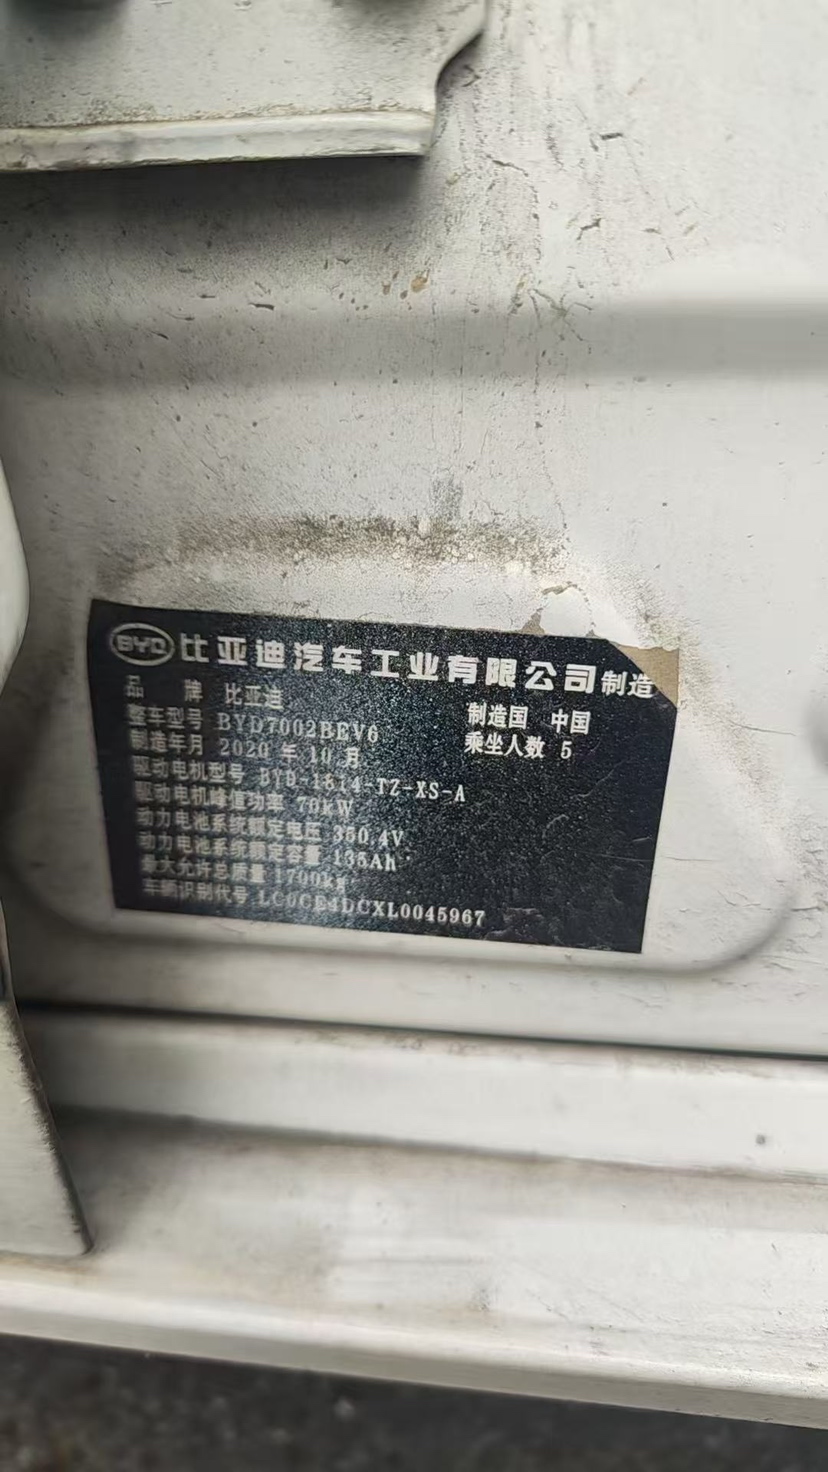 BYD 比亚迪汽车工业有限公司制造
品 牌 比亚迪 制造国 中国
整车型号 BYD7002BEV6 乘坐人数 5
制造年月 2020 年 10 月
驱动电机型号 BYD-1814-TZ-XS-A
驱动电机峰值功率 70kW
动力电池系统额定电压 350.4V
动力电池系统额定容量 135Ah
最大允许总质量 1700kg
车辆识别代号 LC0CE4DCXL0045967